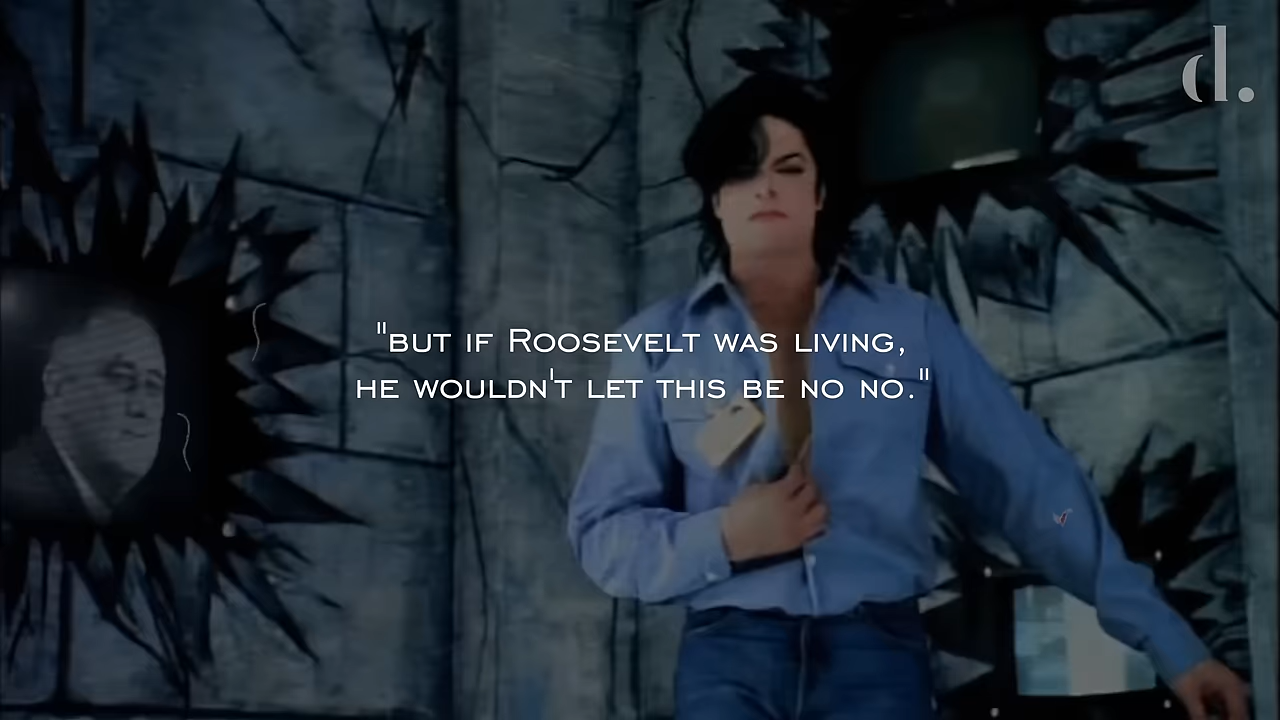 d.
"BUT IF ROOSEVELT WAS LIVING,
HE WOULDN'T LET THIS BE NO NO."